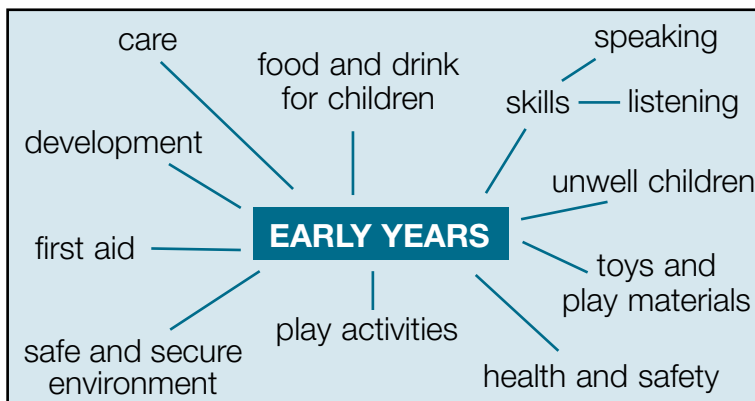 care
food and drink
for children
speaking
skills
listening
development
unwell children
EARLY YEARS
first aid
toys and
play materials
play activities
safe and secure
environment
health and safety